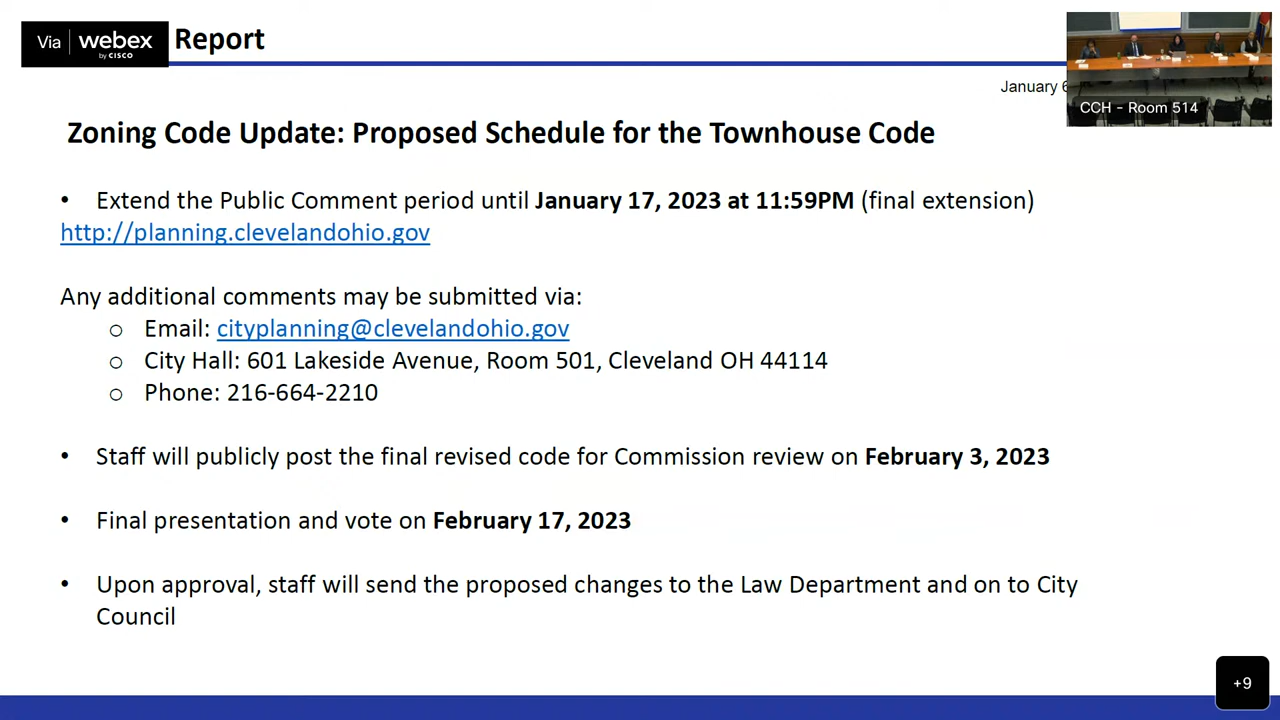 Via webex
by CISCO
Report
January 6
CCH - Room 514
Zoning Code Update: Proposed Schedule for the Townhouse Code
• Extend the Public Comment period until January 17, 2023 at 11:59PM (final extension)
http://planning.clevelandohio.gov
Any additional comments may be submitted via:
o Email: cityplanning@clevelandohio.gov
o City Hall: 601 Lakeside Avenue, Room 501, Cleveland OH 44114
o Phone: 216-664-2210
• Staff will publicly post the final revised code for Commission review on February 3, 2023
• Final presentation and vote on February 17, 2023
• Upon approval, staff will send the proposed changes to the Law Department and on to City
Council
+9